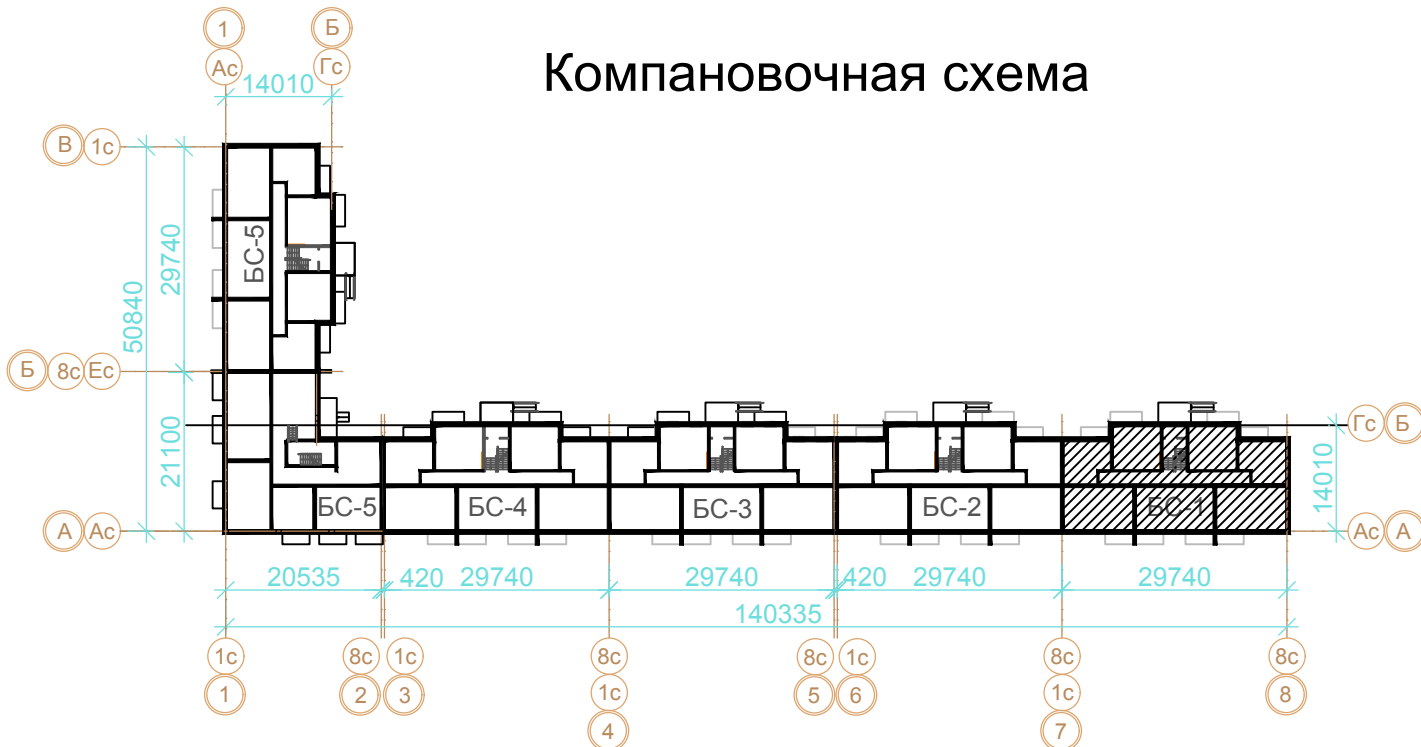 1 Б
Ас Гс
14010
Компановочная схема
В 1с
29740
50840
БС-5
Б 8с Ес
21100
Гс Б
14010
БС-5 БС-4 БС-3 БС-2 БС-1
А Ас
Ас А
20535 420 29740 29740 420 29740 29740
140335
1с 8с 1с 8с 8с 1с 8с 8с
1 2 3 1с 5 6 1с 8
4 7